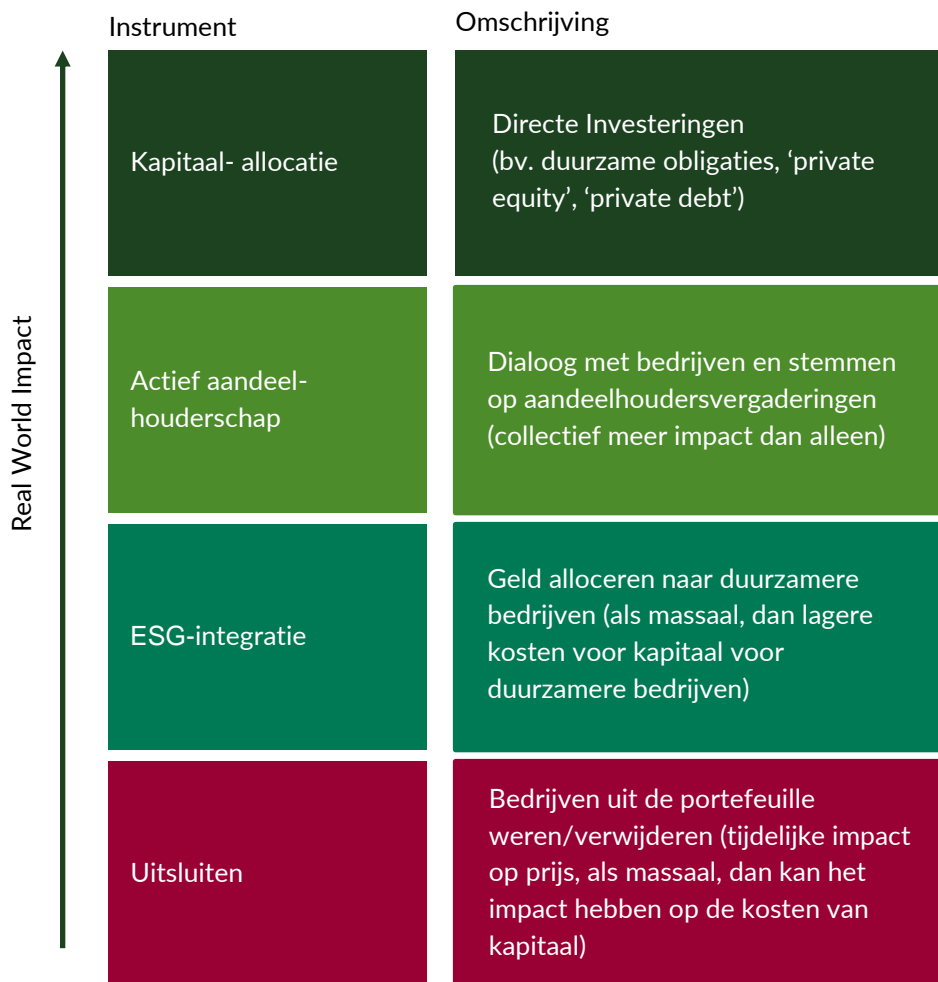 Instrument
Omschrijving
Real World Impact
Kapitaal- allocatie
Directe Investeringen
(bv. duurzame obligaties, ‘private
equity’, ‘private debt’)
Actief aandeel-
houderschap
Dialoog met bedrijven en stemmen
op aandeelhoudersvergaderingen
(collectief meer impact dan alleen)
ESG-integratie
Geld alloceren naar duurzamere
bedrijven (als massaal, dan lagere
kosten voor kapitaal voor
duurzamere bedrijven)
Uitsluiten
Bedrijven uit de portefeuille
weren/verwijderen (tijdelijke impact
op prijs, als massaal, dan kan het
impact hebben op de kosten van
kapitaal)